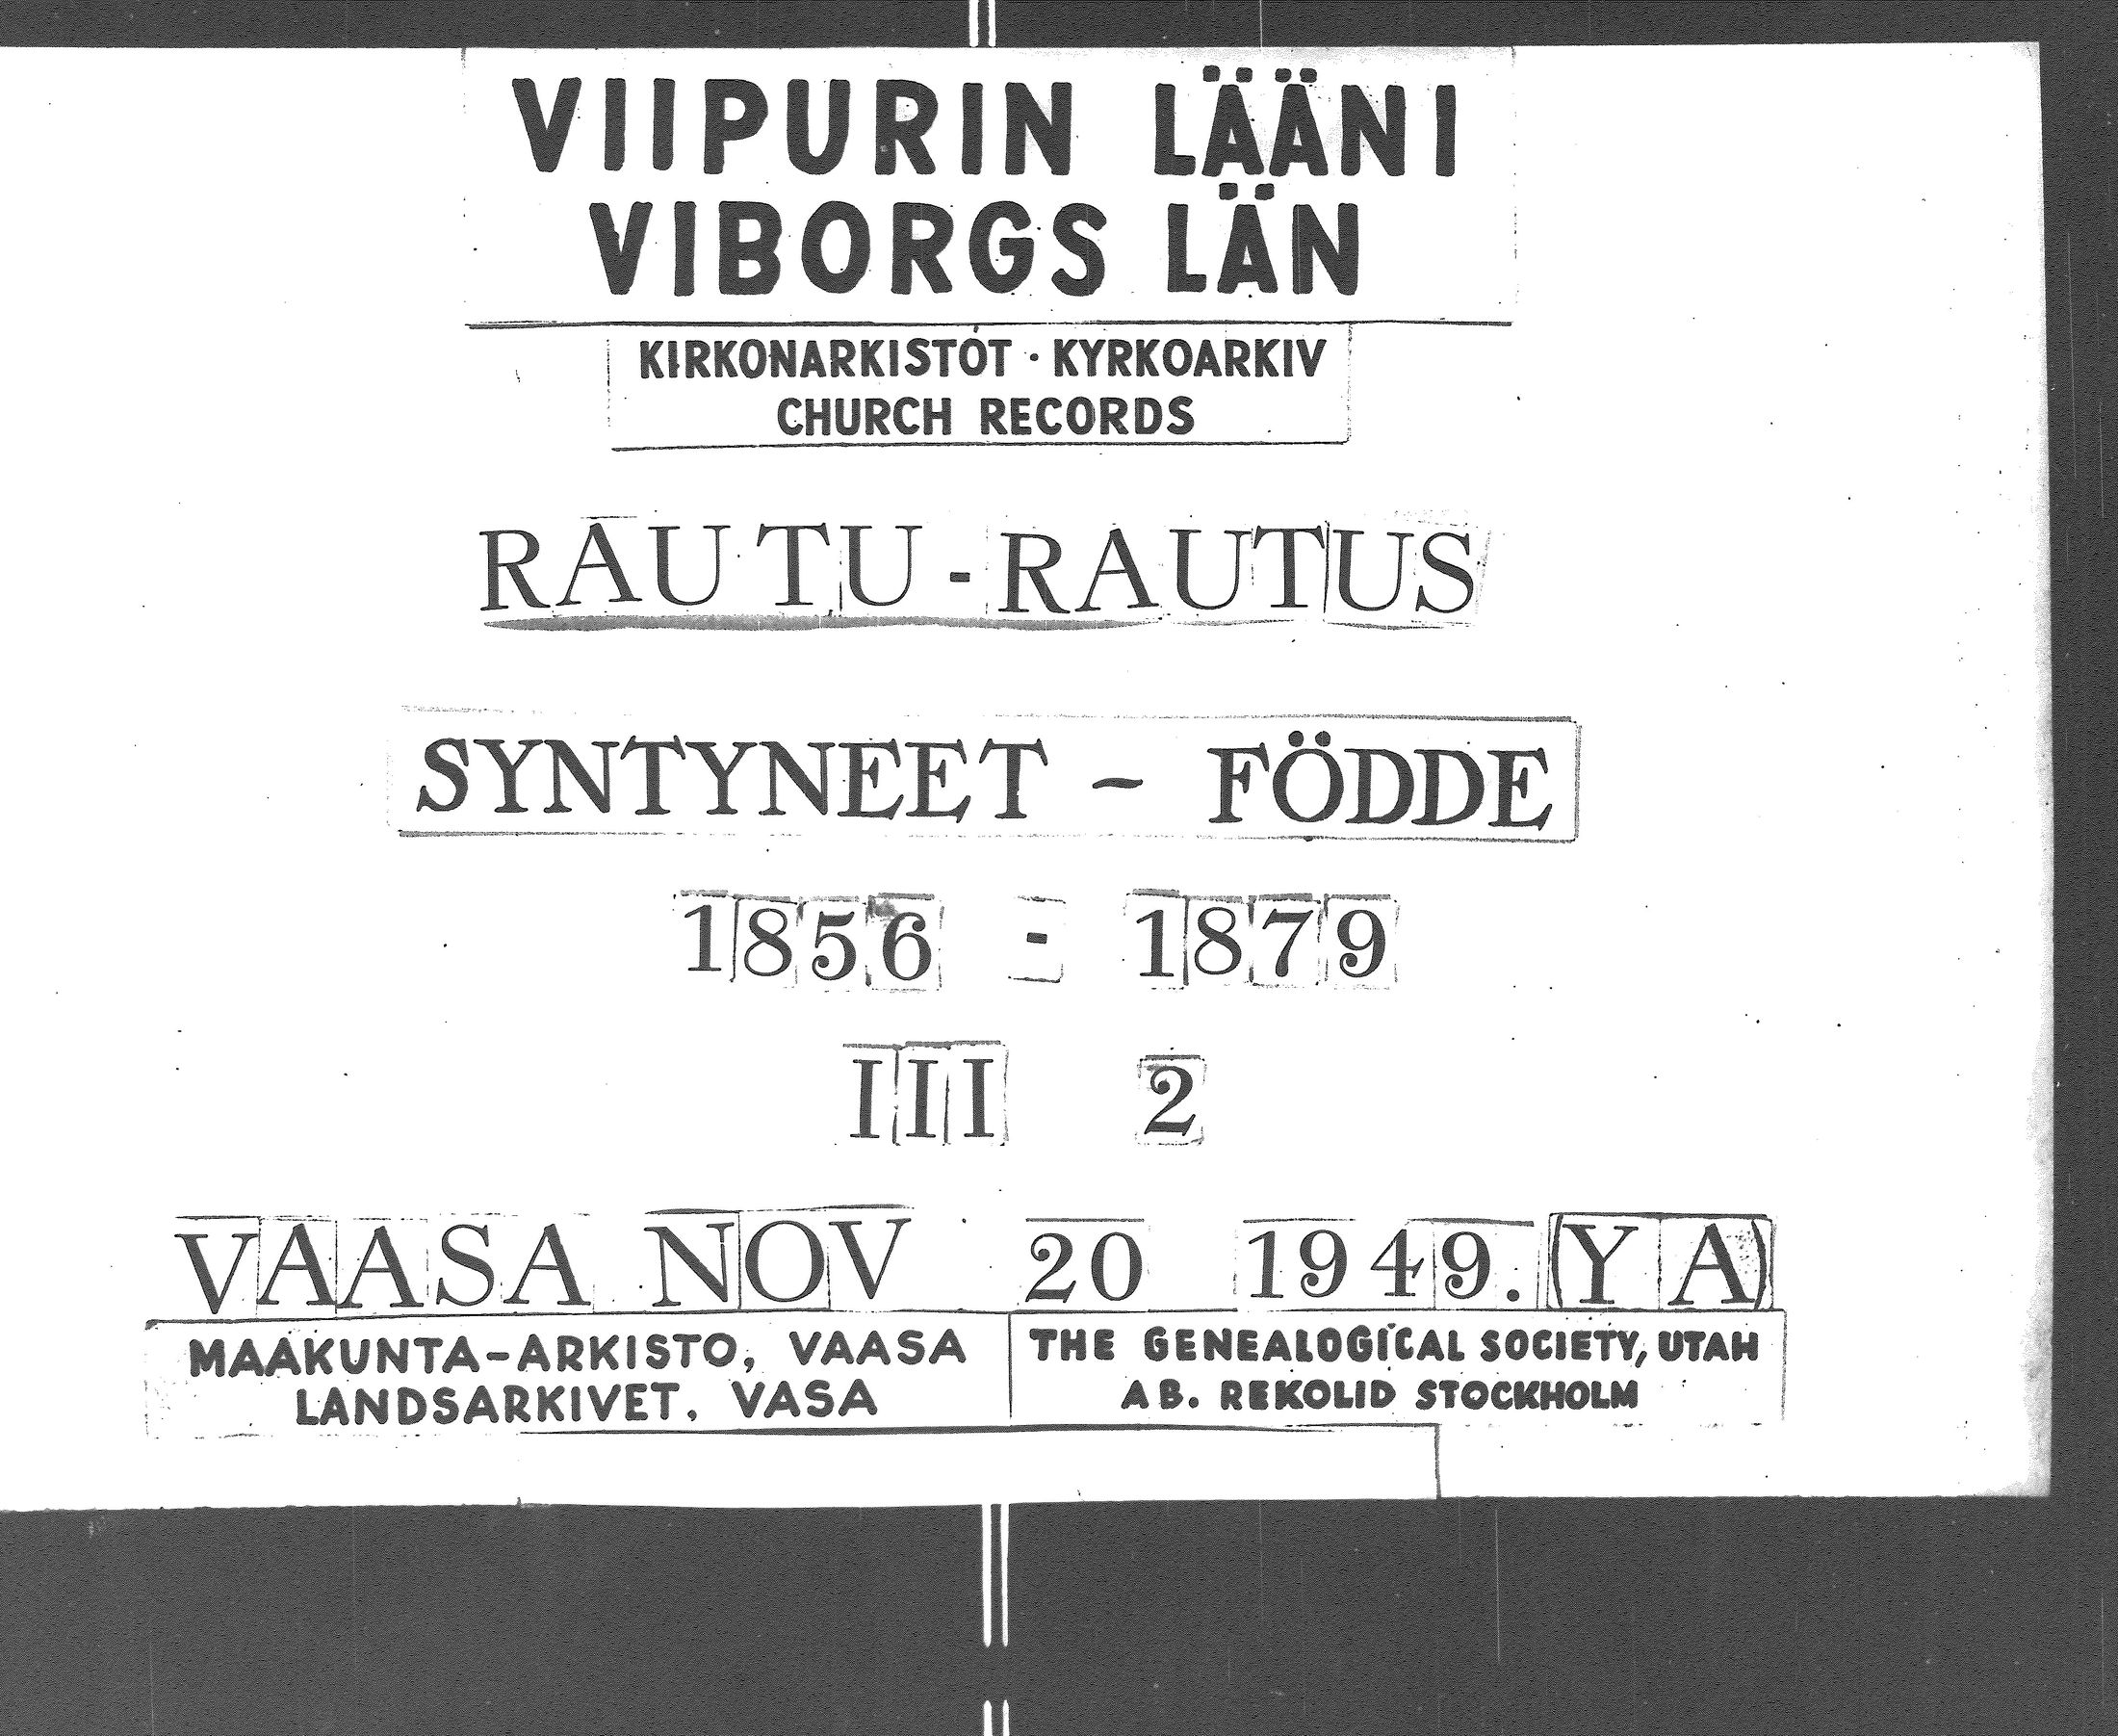 VIIPURIN LÄÄNI
VIBORGS LÄN
KIRKONARKISTOT · KYRKOARKIV
CHURCH RECORDS
RAUTU - RAUTUS
SYNTYNEET - FÖDDE
1856 - 1879
III 2
VAASA NOV 20 1949. (YA)
MAAKUNTA-ARKISTO, VAASA
LANDSARKIVET, VASA
THE GENEALOGICAL SOCIETY, UTAH
AB. REKOLID STOCKHOLM